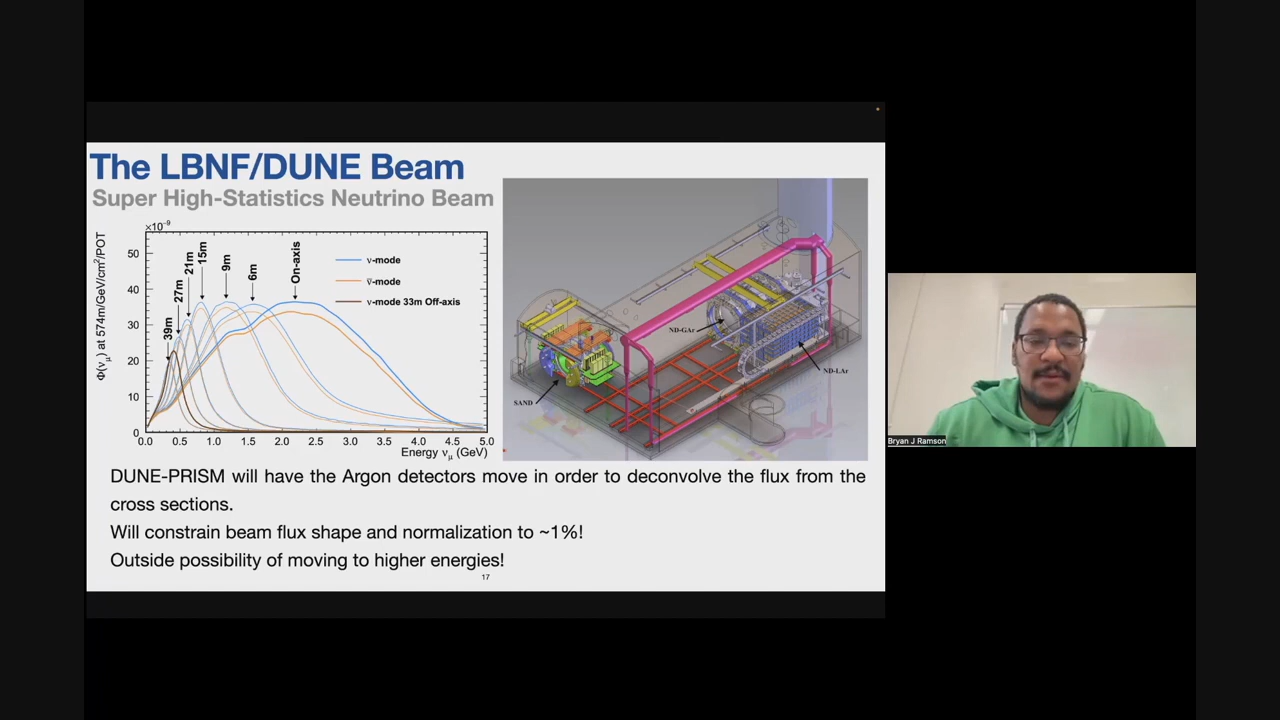 The LBNF/DUNE Beam
Super High-Statistics Neutrino Beam
×10⁻⁹
Φ(νμ) at 574m/GeV/cm²/POT
50
40
30
20
10
0
39m
27m
21m
15m
9m
6m
On-axis
ν-mode
ν̅-mode
ν-mode 33m Off-axis
0.0 0.5 1.0 1.5 2.0 2.5 3.0 3.5 4.0 4.5 5.0
Energy νμ (GeV)
ND-GAr
ND-LAr
SAND
DUNE-PRISM will have the Argon detectors move in order to deconvolve the flux from the
cross sections.
Will constrain beam flux shape and normalization to ~1%!
Outside possibility of moving to higher energies!
17
Bryan J Ramson